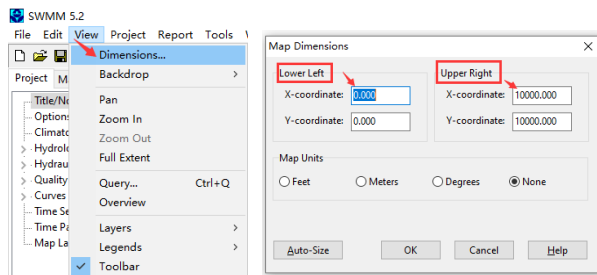 SWMM 5.2
File Edit View Project Report Tools
Project
Title/No
Options
Climato
Hydrolo
Hydrau
Quality
Curves
Time Se
Time Pa
Map La
Dimensions...
Backdrop
Pan
Zoom In
Zoom Out
Full Extent
Query... Ctrl+Q
Overview
Layers
Legends
Toolbar
Map Dimensions
Lower Left
X-coordinate: 0.000
Y-coordinate: 0.000
Upper Right
X-coordinate: 10000.000
Y-coordinate: 10000.000
Map Units
Feet Meters Degrees None
Auto-Size OK Cancel Help